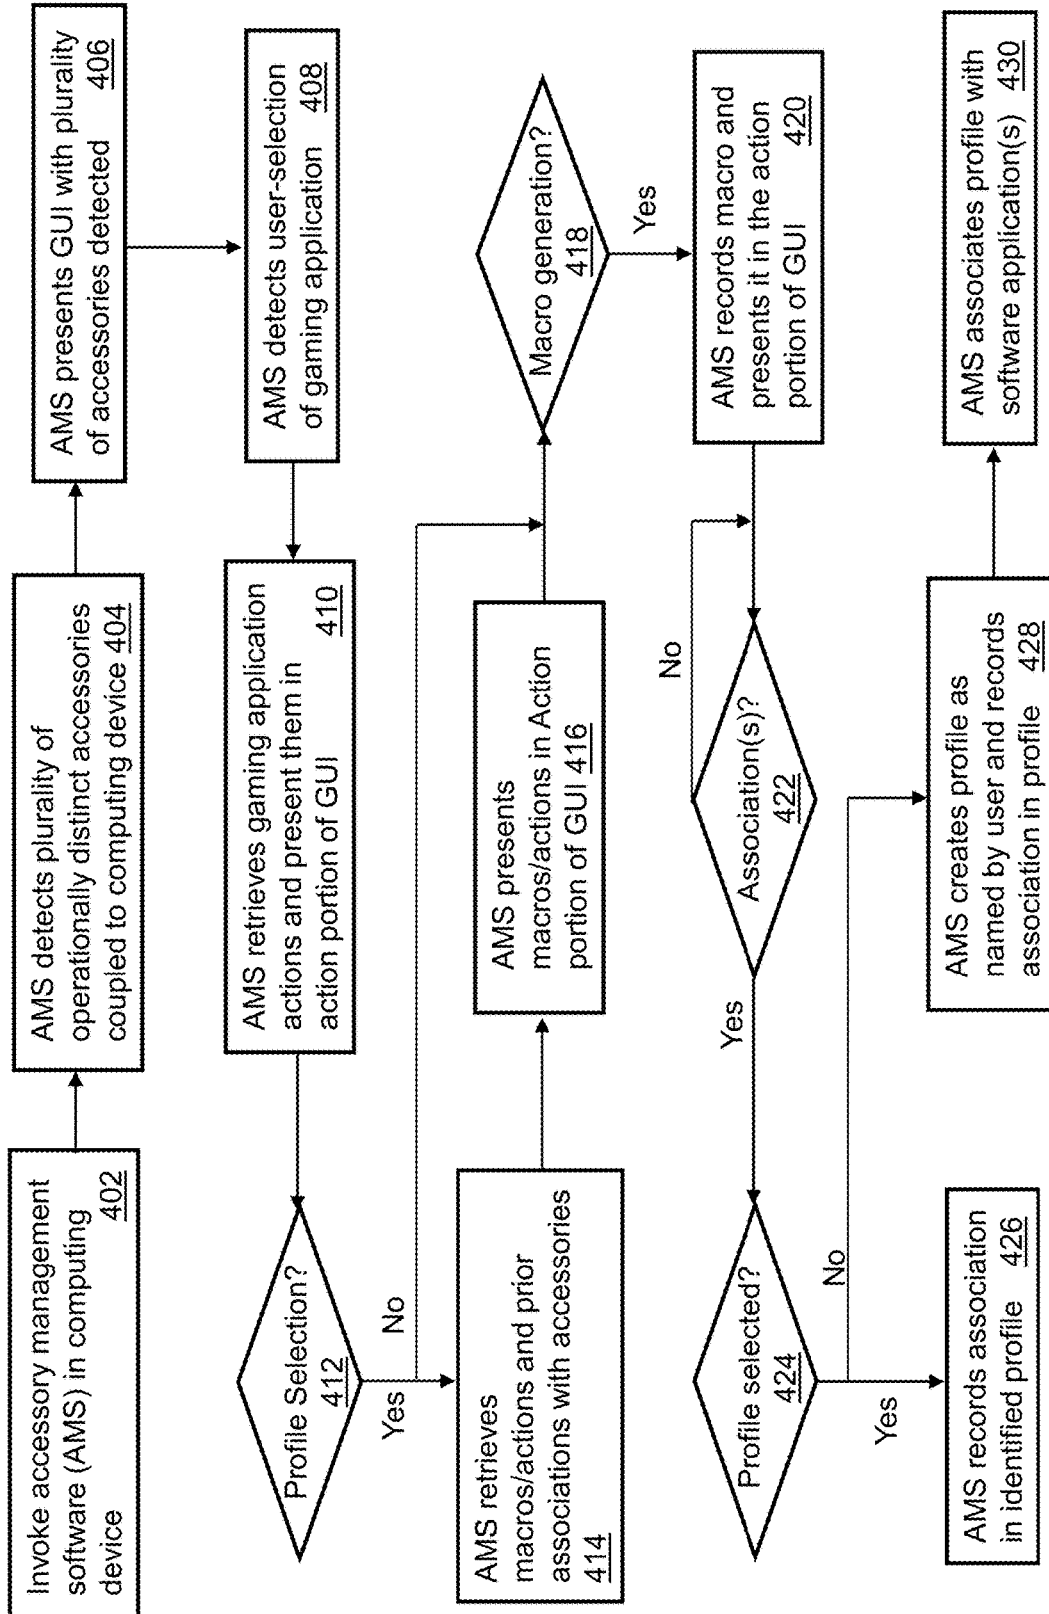 Invoke accessory management
software (AMS) in computing
device 402
AMS detects plurality of
operationally distinct accessories
coupled to computing device 404
AMS presents GUI with plurality
of accessories detected 406
AMS detects user-selection
of gaming application 408
AMS retrieves gaming application
actions and present them in
action portion of GUI 410
Profile Selection?
412
Yes
No
AMS retrieves
macros/actions and prior
associations with accessories
414
AMS presents
macros/actions in Action
portion of GUI 416
Macro generation?
418
Yes
AMS records macro and
presents it in the action
portion of GUI 420
Association(s)?
422
No
Yes
Profile selected?
424
No
Yes
AMS records association
in identified profile 426
AMS creates profile as
named by user and records
association in profile 428
AMS associates profile with
software application(s) 430